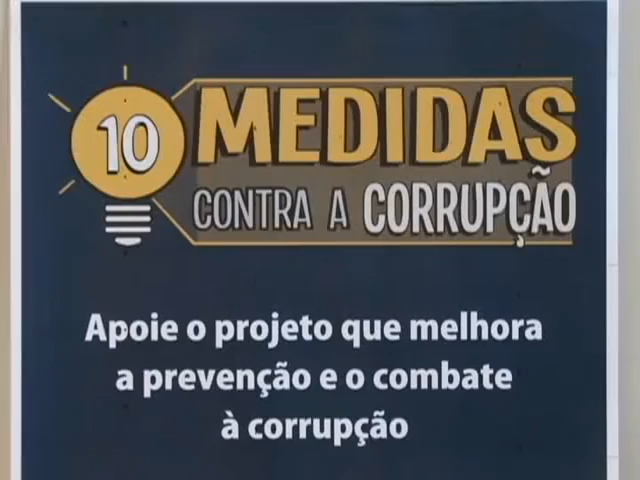 10 MEDIDAS
CONTRA A CORRUPÇÃO
Apoie o projeto que melhora
a prevenção e o combate
à corrupção